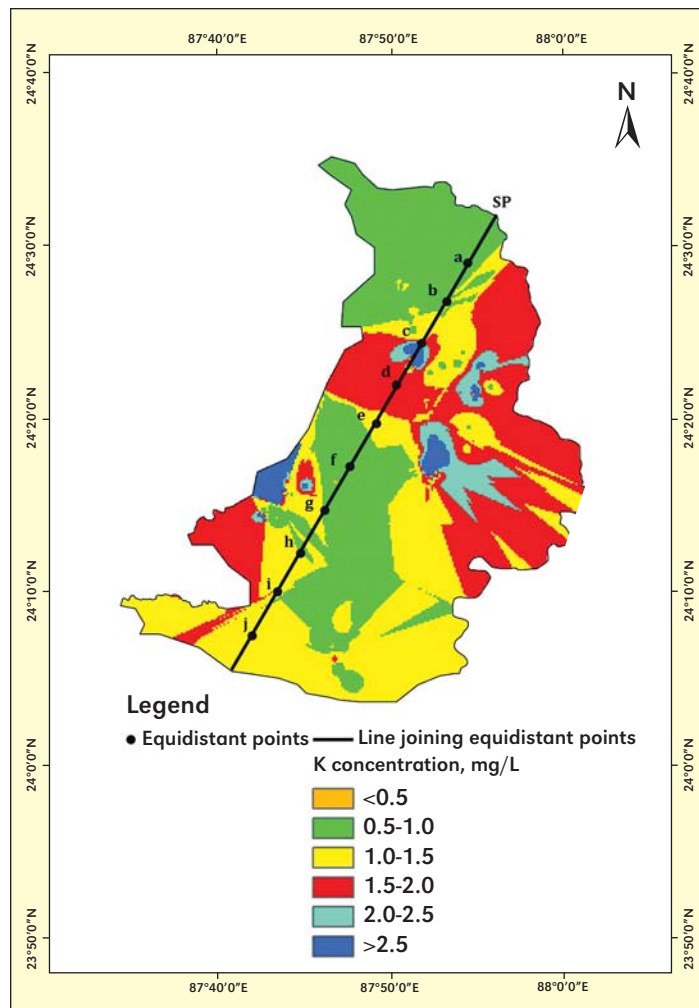 87°40'0"E 87°50'0"E 88°0'0"E
24°40'0"N 24°40'0"N
N
SP
24°30'0"N 24°30'0"N
a
b
c
d
24°20'0"N 24°20'0"N
e
f
g
h
24°10'0"N 24°10'0"N
i
j
Legend
Equidistant points Line joining equidistant points
K concentration, mg/L
24°0'0"N 24°0'0"N
<0.5
0.5-1.0
1.0-1.5
1.5-2.0
2.0-2.5
>2.5
23°50'0"N 23°50'0"N
87°40'0"E 87°50'0"E 88°0'0"E